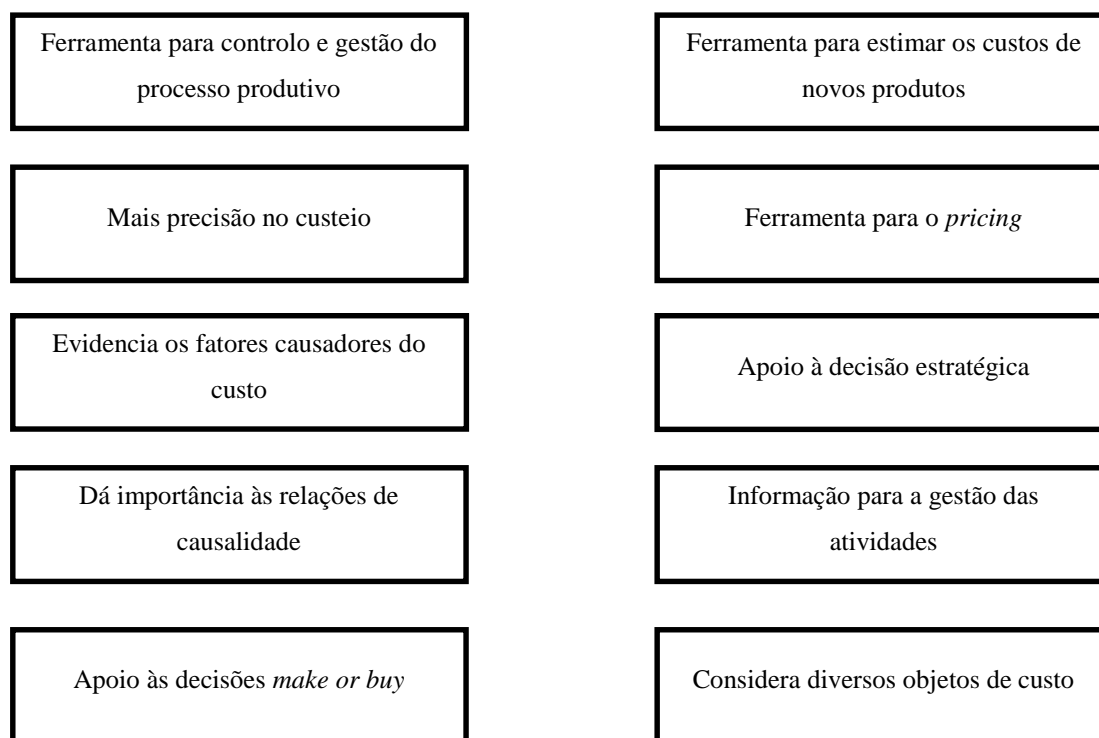 Ferramenta para controlo e gestão do
processo produtivo
Ferramenta para estimar os custos de
novos produtos
Mais precisão no custeio
Ferramenta para o pricing
Evidencia os fatores causadores do
custo
Apoio à decisão estratégica
Dá importância às relações de
causalidade
Informação para a gestão das
atividades
Apoio às decisões make or buy
Considera diversos objetos de custo